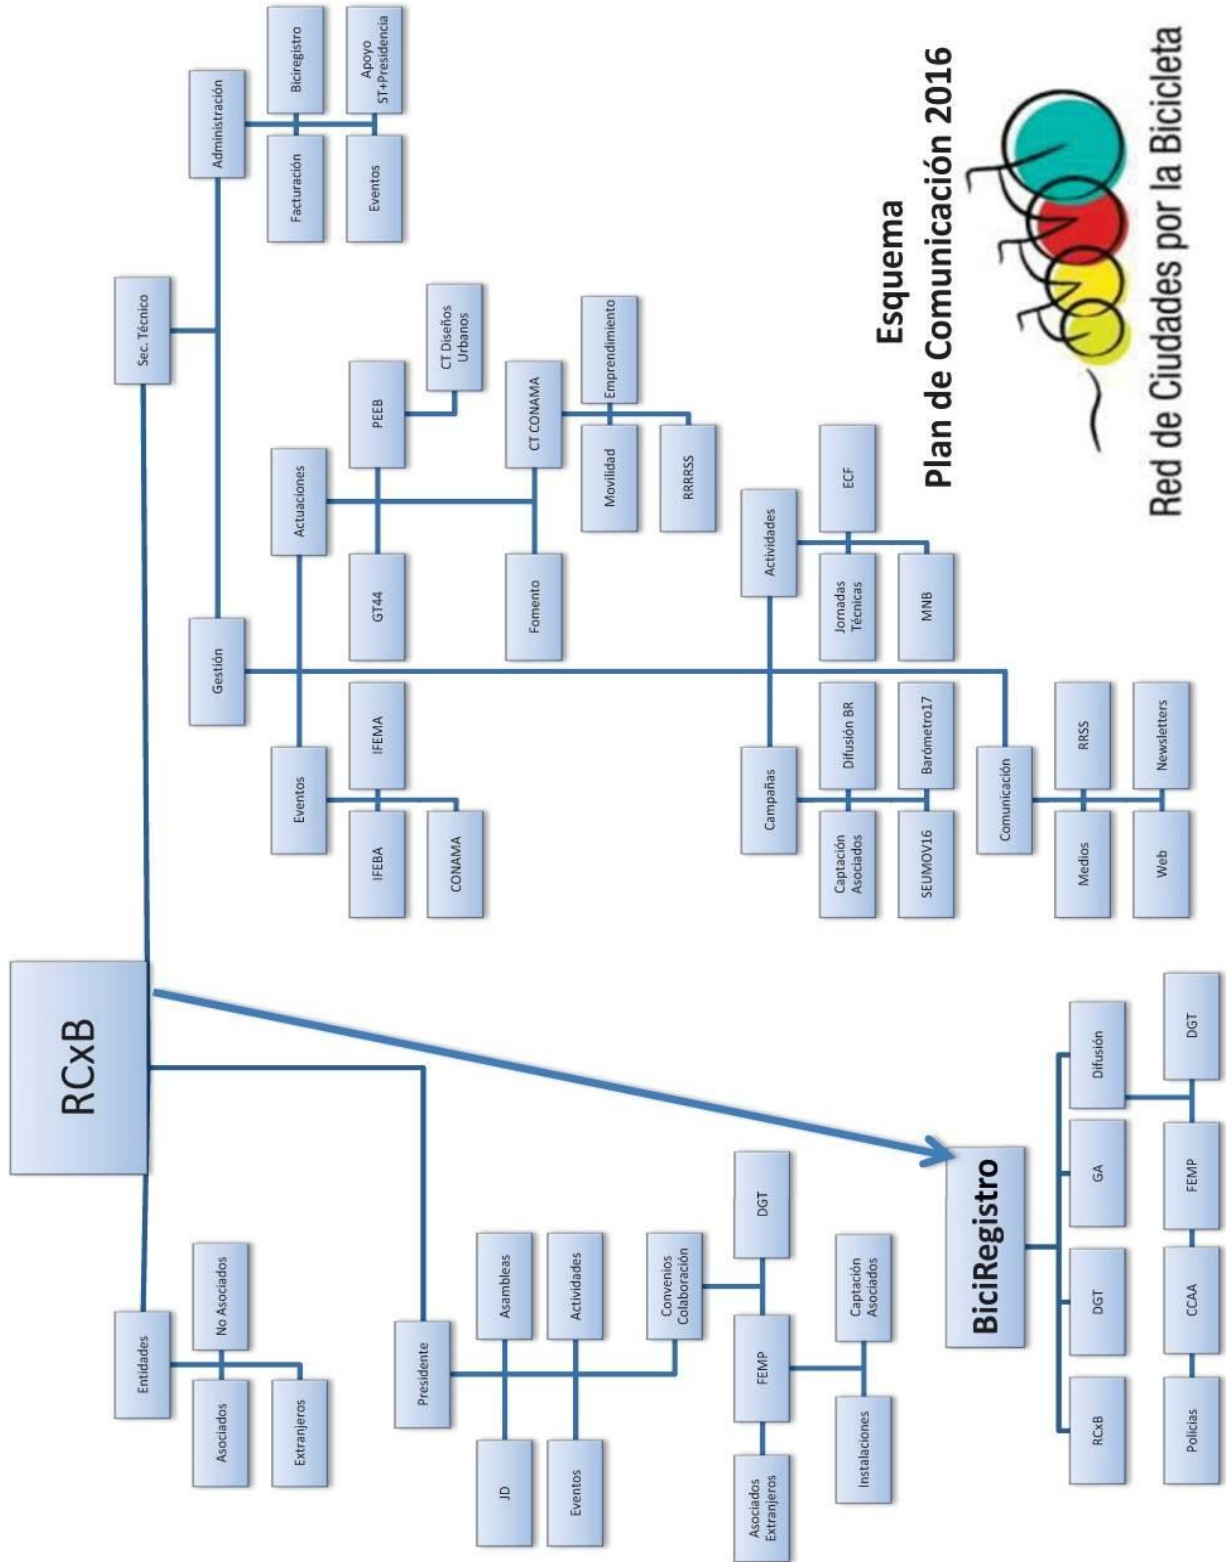 RCxB
Entidades
Asociados
No Asociados
Extranjeros
Presidente
JD
Asambleas
Eventos
Actividades
Convenios
Colaboración
FEMP
DGT
Asociados
Extranjeros
Instalaciones
Captación
Asociados
Sec. Técnico
Gestión
Administración
Facturación
Biciregistro
Eventos
Apoyo
ST+Presidencia
Eventos
IFEBA
IFEMA
CONAMA
Actuaciones
GT44
PEEB
CT Diseños
Urbanos
Fomento
CT CONAMA
Movilidad
Emprendimiento
RRRRSS
Campañas
Captación
Asociados
Difusión BR
SEUMOV16
Barómetro17
Actividades
Jornadas
Técnicas
ECF
MNB
Comunicación
Medios
RRSS
Web
Newsletters
BiciRegistro
RCxB
DGT
GA
Difusión
Policias
CCAA
FEMP
DGT
Esquema
Plan de Comunicación 2016
Red de Ciudades por la Bicicleta